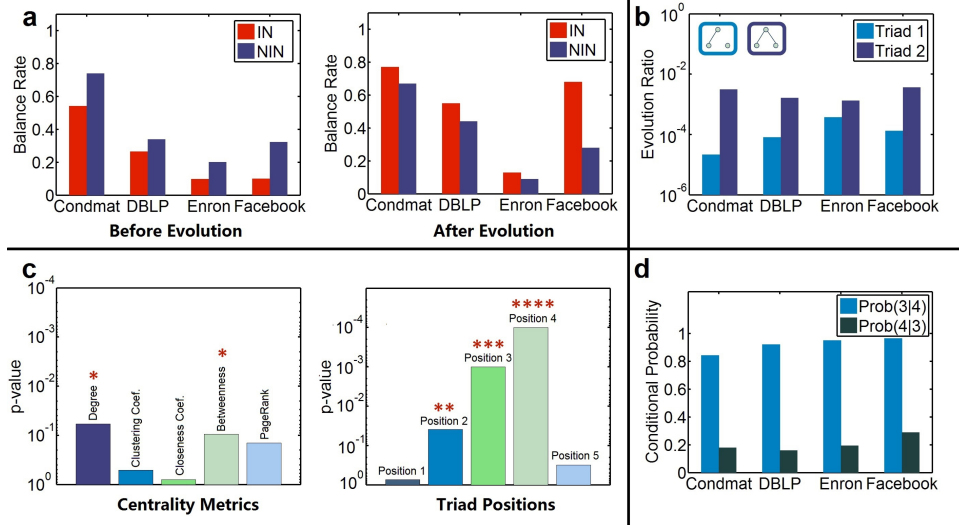 a
1
0.8
0.6
0.4
0.2
0
Balance Rate
IN
NIN
Condmat DBLP Enron Facebook
Before Evolution
1
0.8
0.6
0.4
0.2
0
Balance Rate
IN
NIN
Condmat DBLP Enron Facebook
After Evolution
b
10^0
10^-2
10^-4
10^-6
Evolution Ratio
Triad 1
Triad 2
Condmat DBLP Enron Facebook
c
10^-4
10^-3
10^-2
10^-1
10^0
p-value
* Degree
Clustering Coef.
Closeness Coef.
* Betweenness
PageRank
Centrality Metrics
10^-4
10^-3
10^-2
10^-1
10^0
p-value
Position 1
**
Position 2
***
Position 3
****
Position 4
Position 5
Triad Positions
d
1
0.8
0.6
0.4
0.2
0
Conditional Probability
Prob(3|4)
Prob(4|3)
Condmat DBLP Enron Facebook